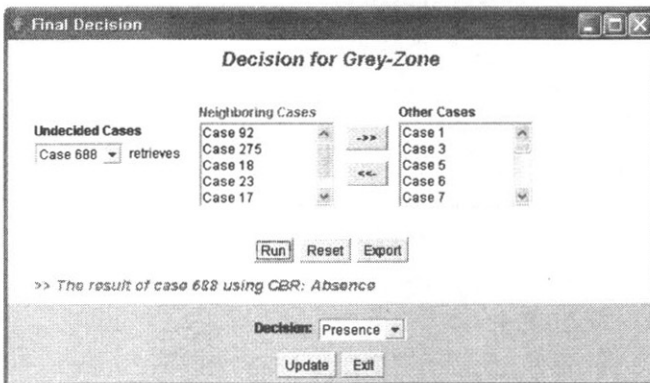 Final Decision
Decision for Grey-Zone
Undecided Cases
Case 688 retrieves
Neighboring Cases
Case 92
Case 275
Case 18
Case 23
Case 17
->>
<<-
Other Cases
Case 1
Case 3
Case 5
Case 6
Case 7
Run Reset Export
>> The result of case 688 using CBR: Absence
Decision: Presence
Update Exit